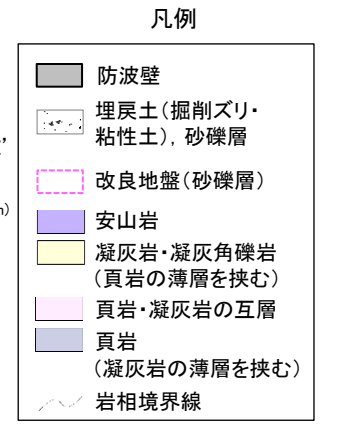 凡例
防波壁
埋戻土(掘削ズリ・
粘性土),砂礫層
改良地盤(砂礫層)
安山岩
凝灰岩・凝灰角礫岩
(頁岩の薄層を挟む)
頁岩・凝灰岩の互層
頁岩
(凝灰岩の薄層を挟む)
岩相境界線